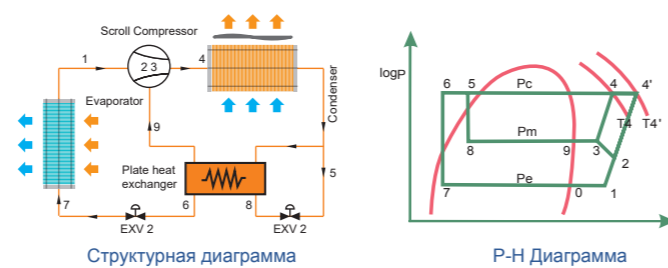 Scroll Compressor
1
2 3
4
Condenser
Evaporator
9
Plate heat
exchanger
5
7
6
8
EXV 2
EXV 2
Структурная диаграмма
logP
6
5
Pc
4
4'
T4
T4'
8
Pm
9
3
2
7
Pe
0
1
P-H Диаграмма